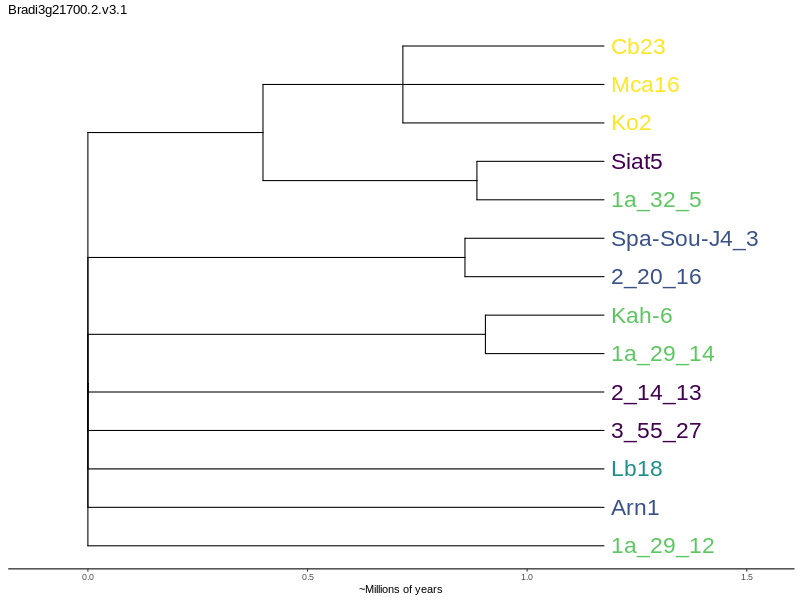 Bradi3g21700.2.v3.1
Cb23
Mca16
Ko2
Siat5
1a_32_5
Spa-Sou-J4_3
2_20_16
Kah-6
1a_29_14
2_14_13
3_55_27
Lb18
Arn1
1a_29_12
0.0 0.5 1.0 1.5
~Millions of years